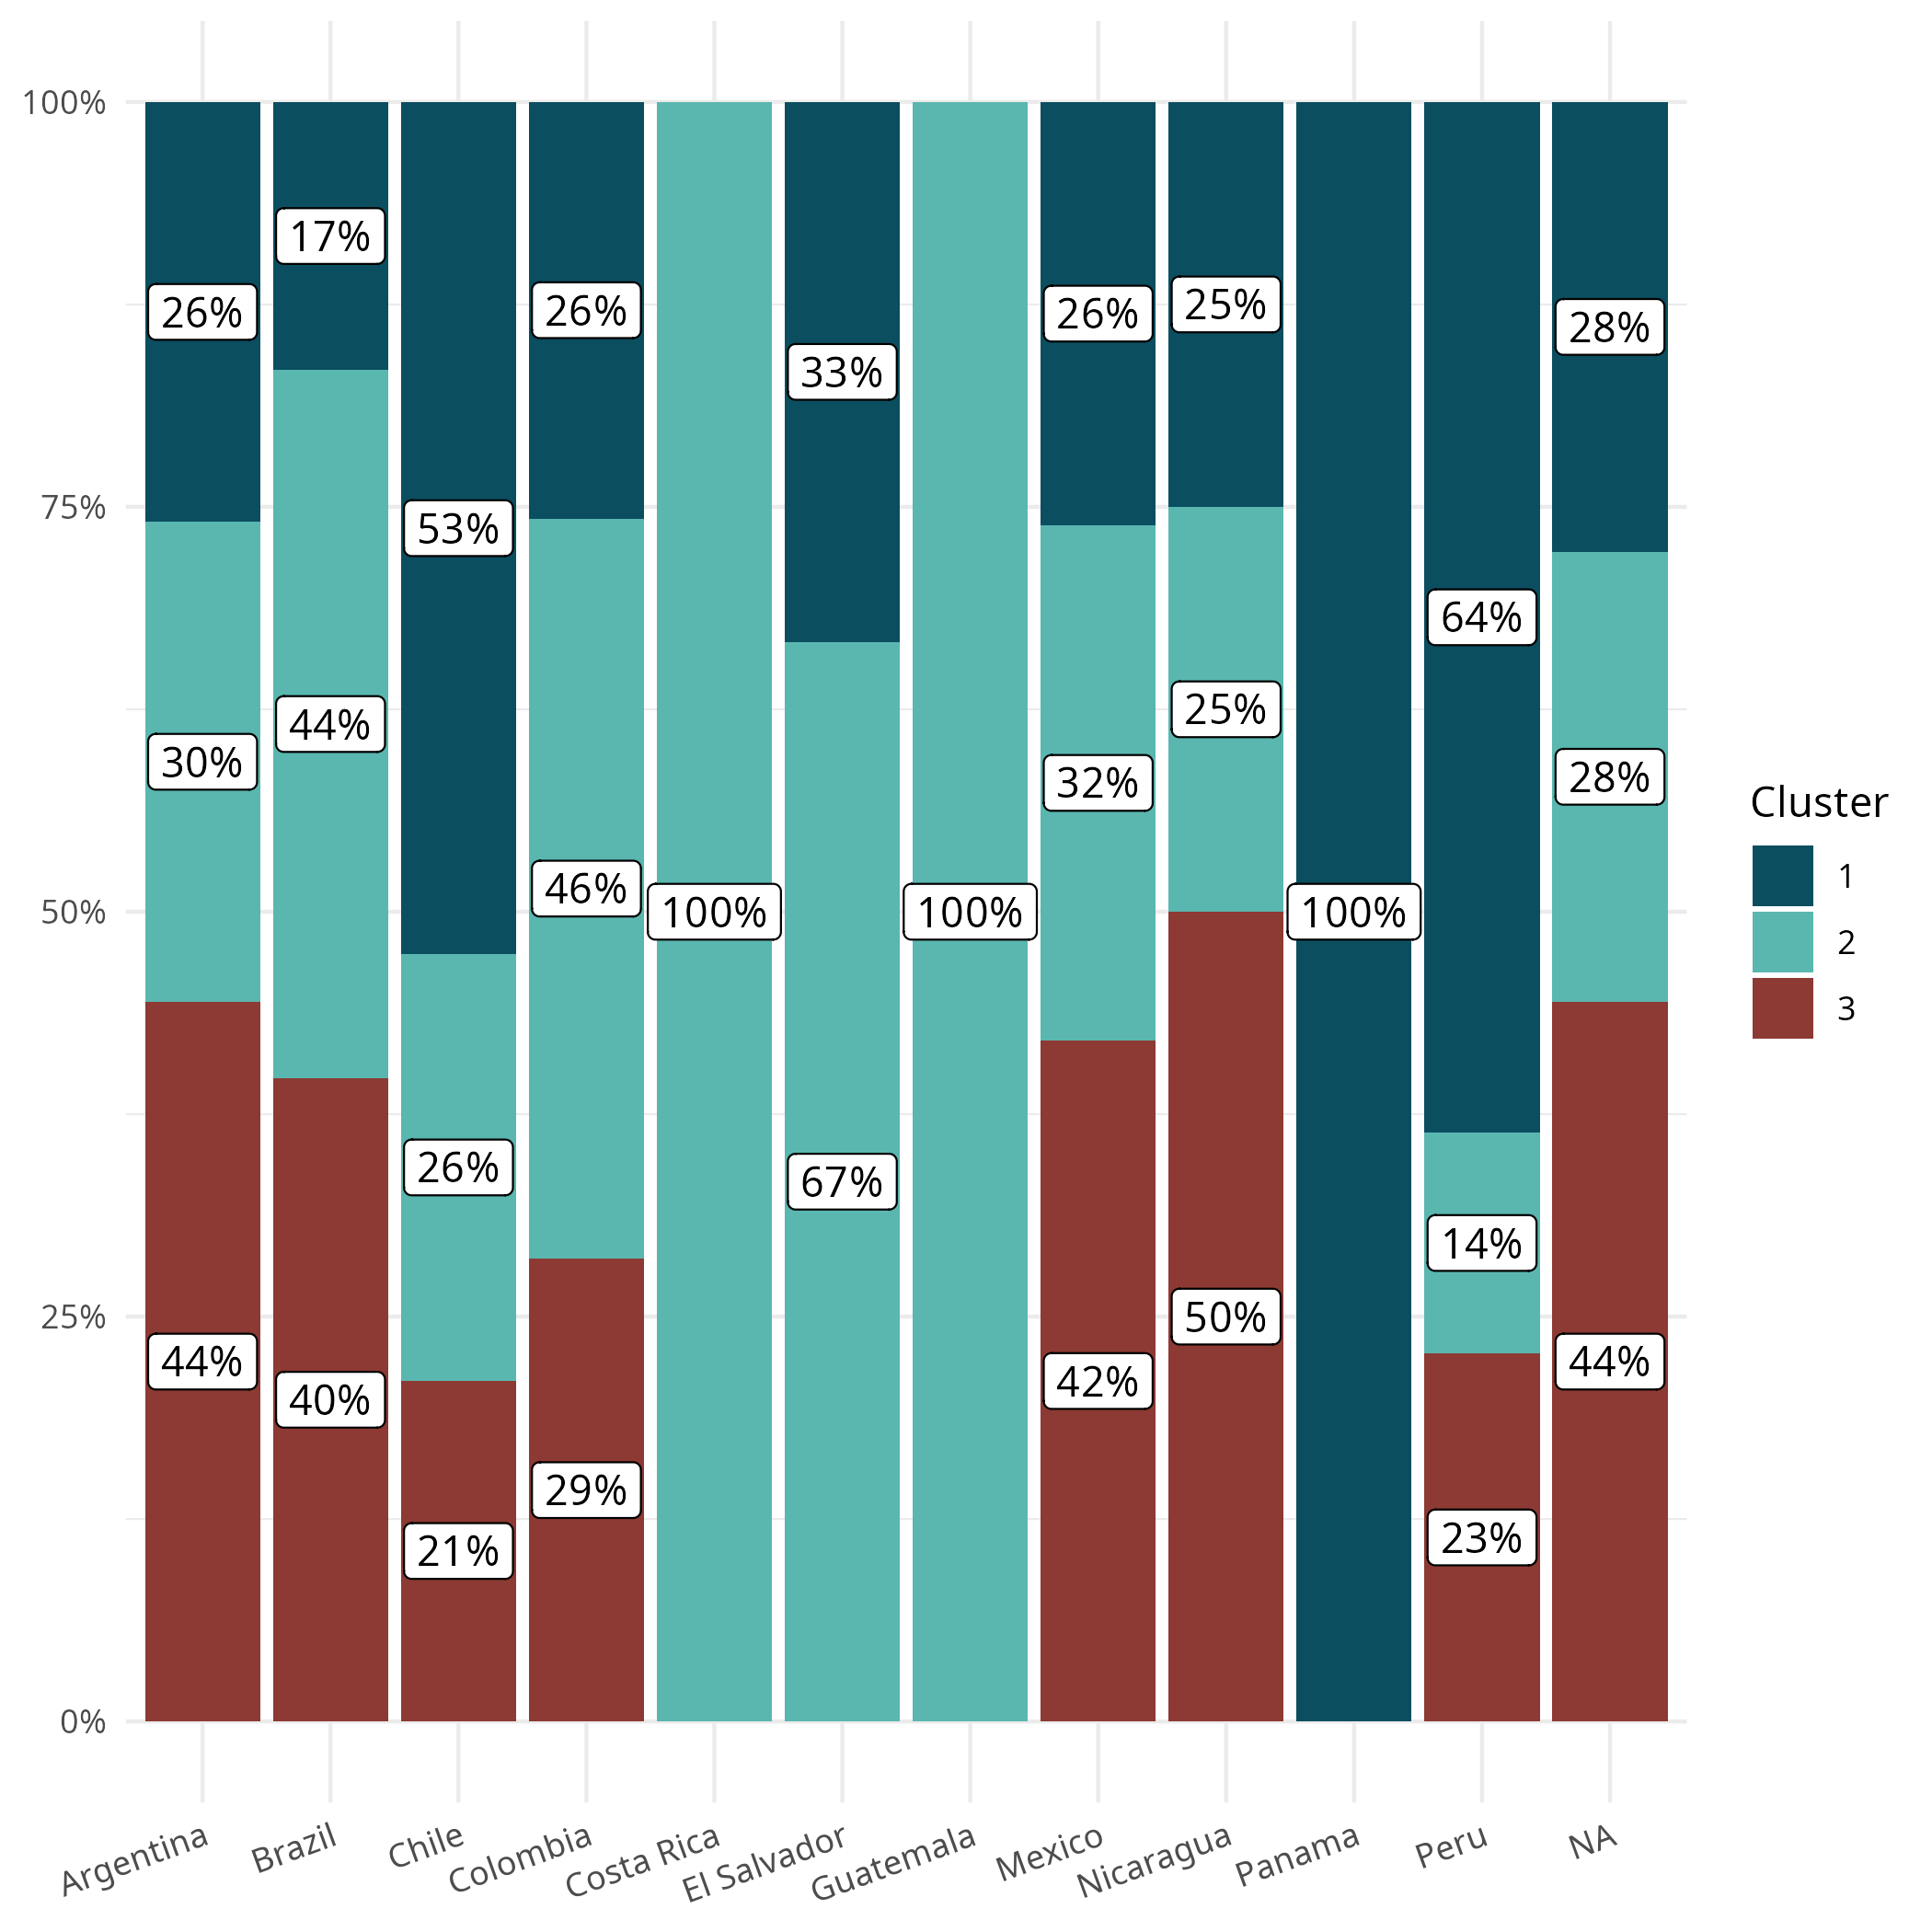 100%
75%
50%
25%
0%
26%
30%
44%
17%
44%
40%
53%
26%
21%
26%
46%
29%
100%
33%
67%
100%
26%
32%
42%
25%
25%
50%
100%
64%
14%
23%
28%
28%
44%
Argentina
Brazil
Chile
Colombia
Costa Rica
El Salvador
Guatemala
Mexico
Nicaragua
Panama
Peru
NA
Cluster
1
2
3